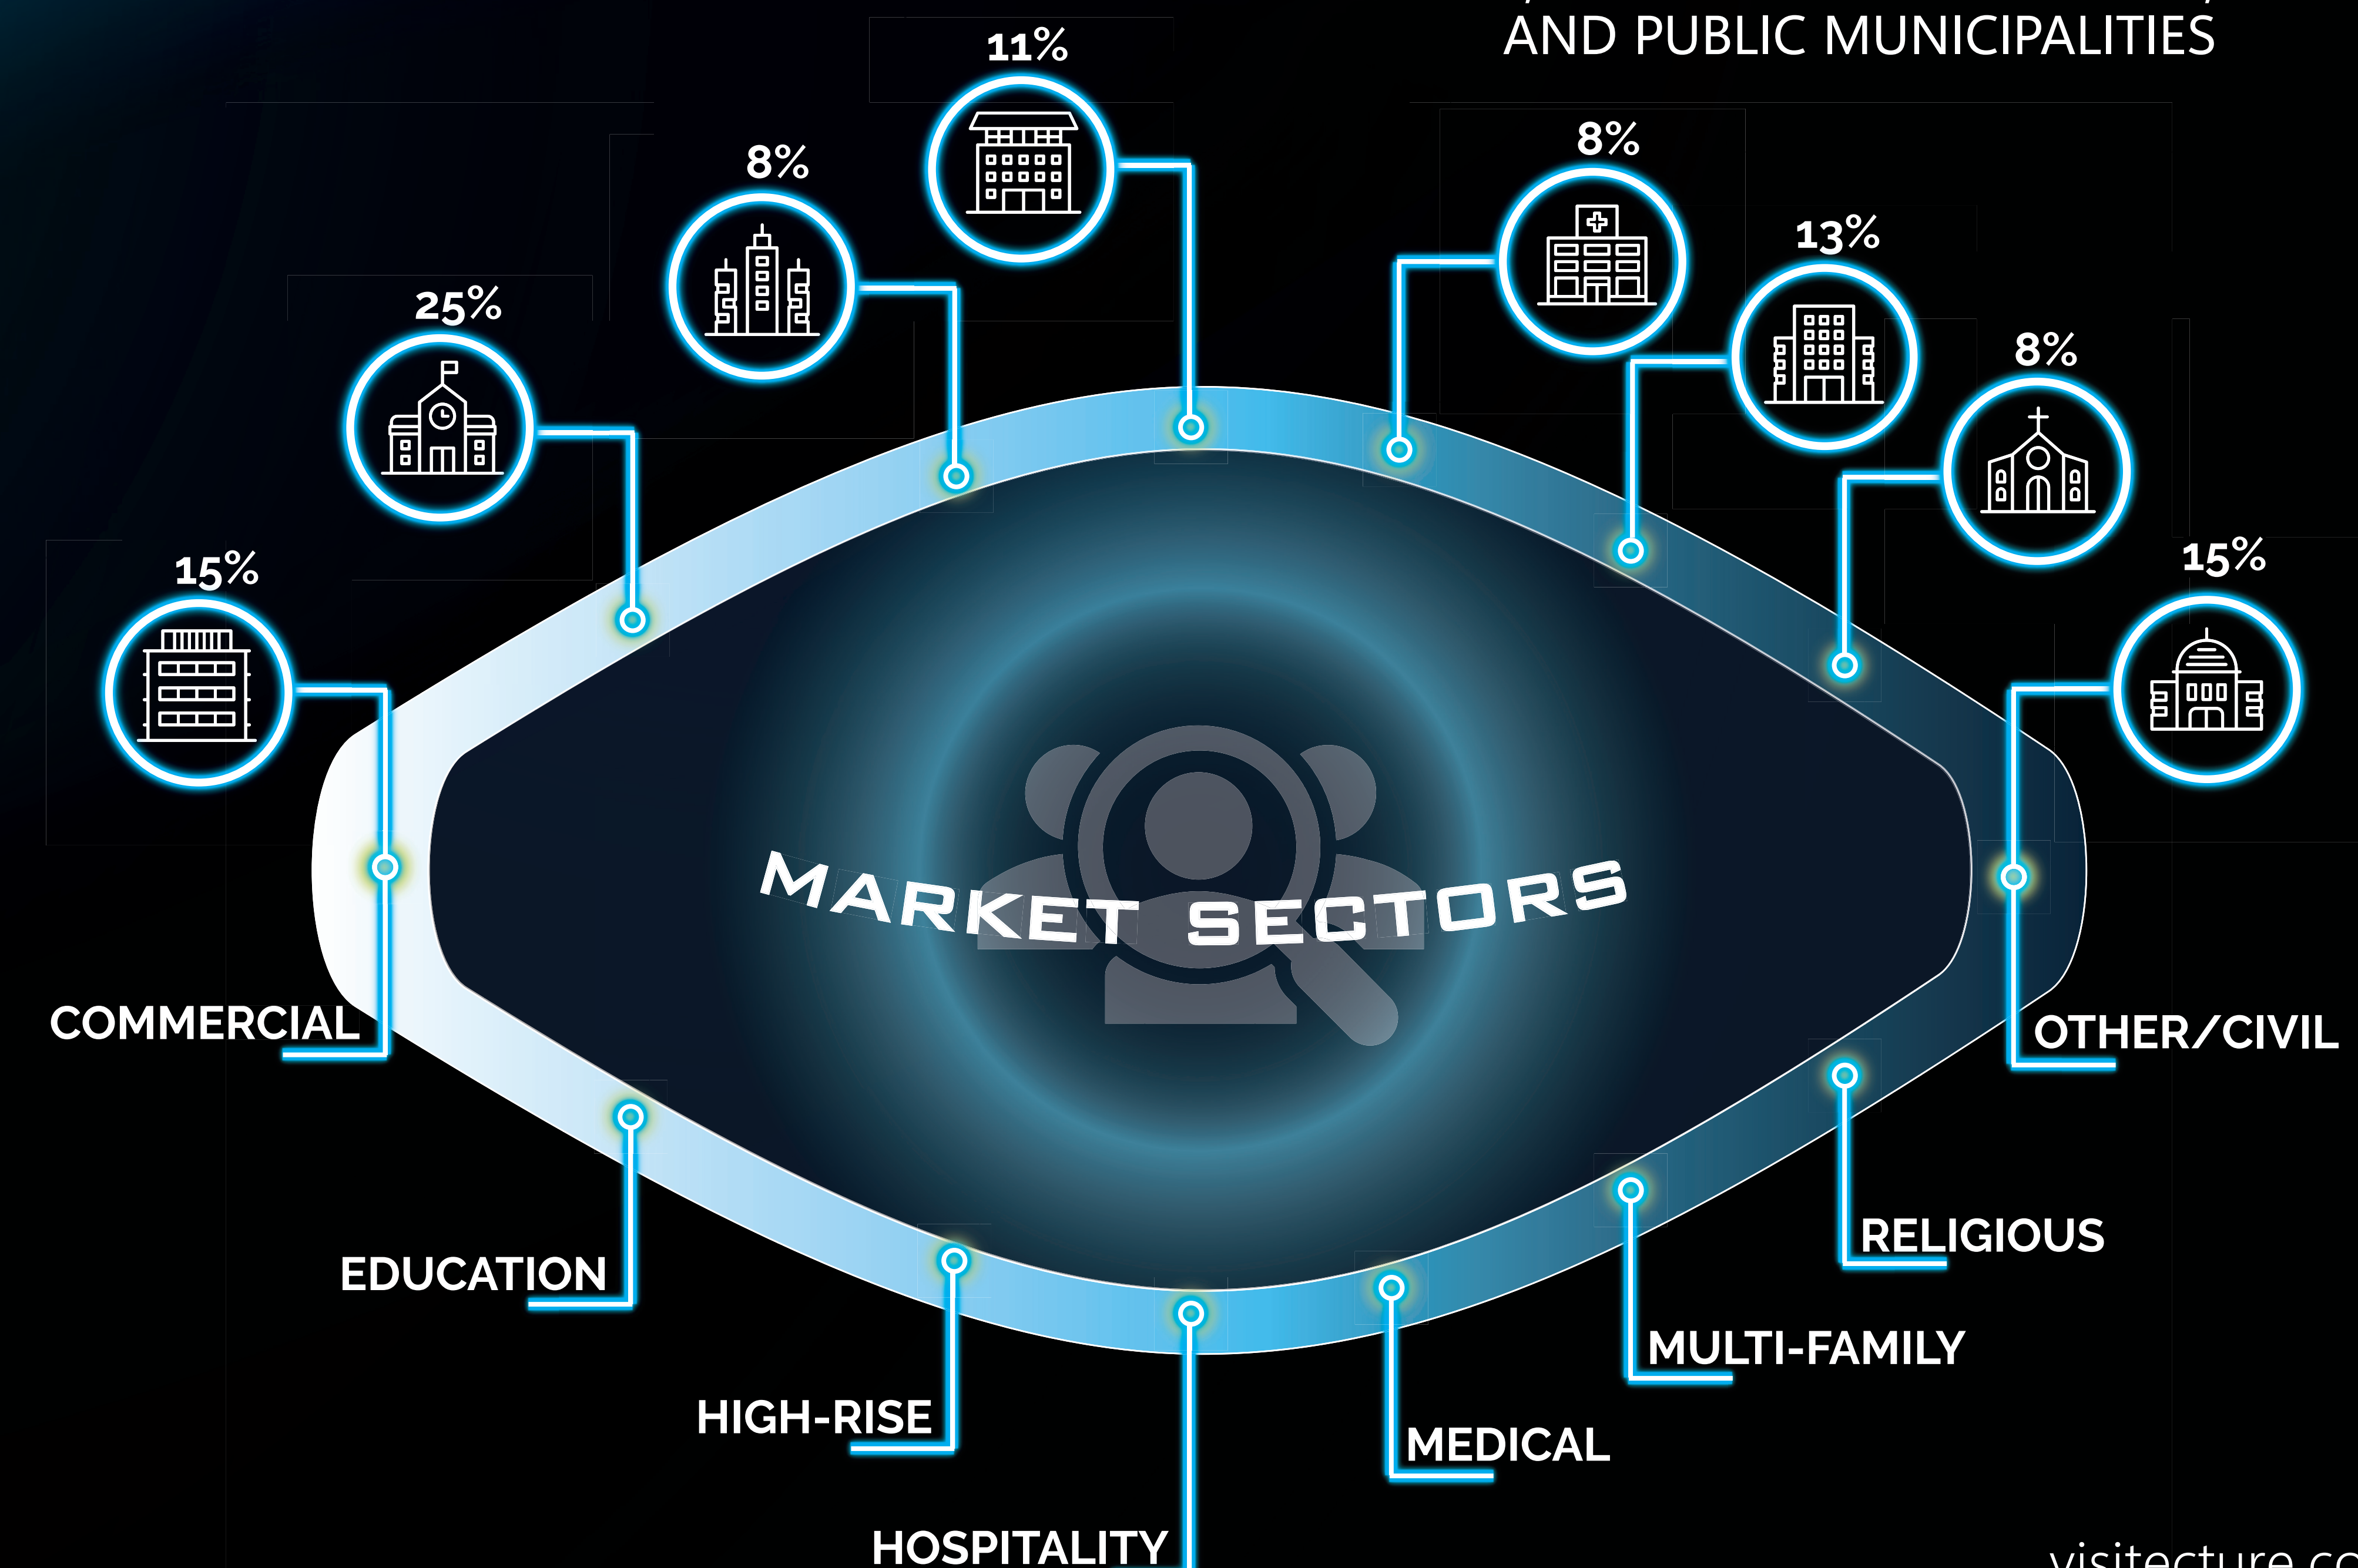 AND PUBLIC MUNICIPALITIES
11%
8%
8%
13%
25%
8%
15%
15%
MARKET SECTORS
COMMERCIAL
OTHER/CIVIL
RELIGIOUS
EDUCATION
MULTI-FAMILY
HIGH-RISE
MEDICAL
HOSPITALITY